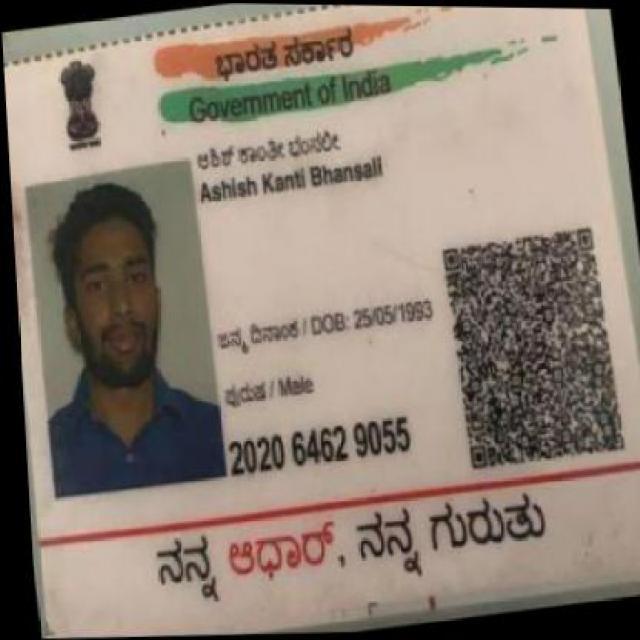 ಭಾರತ ಸರ್ಕಾರ
Government of India
ಆಶಿಶ್ ಕಾಂತೀ
Ashish Kanti Bhansali
ಜನ್ಮ ದಿನಾಂಕ / DOB: 25/05/1993
ಪುರುಷ / Male
2020 6462 9055
ನನ್ನ ಆಧಾರ್, ನನ್ನ ಗುರುತು